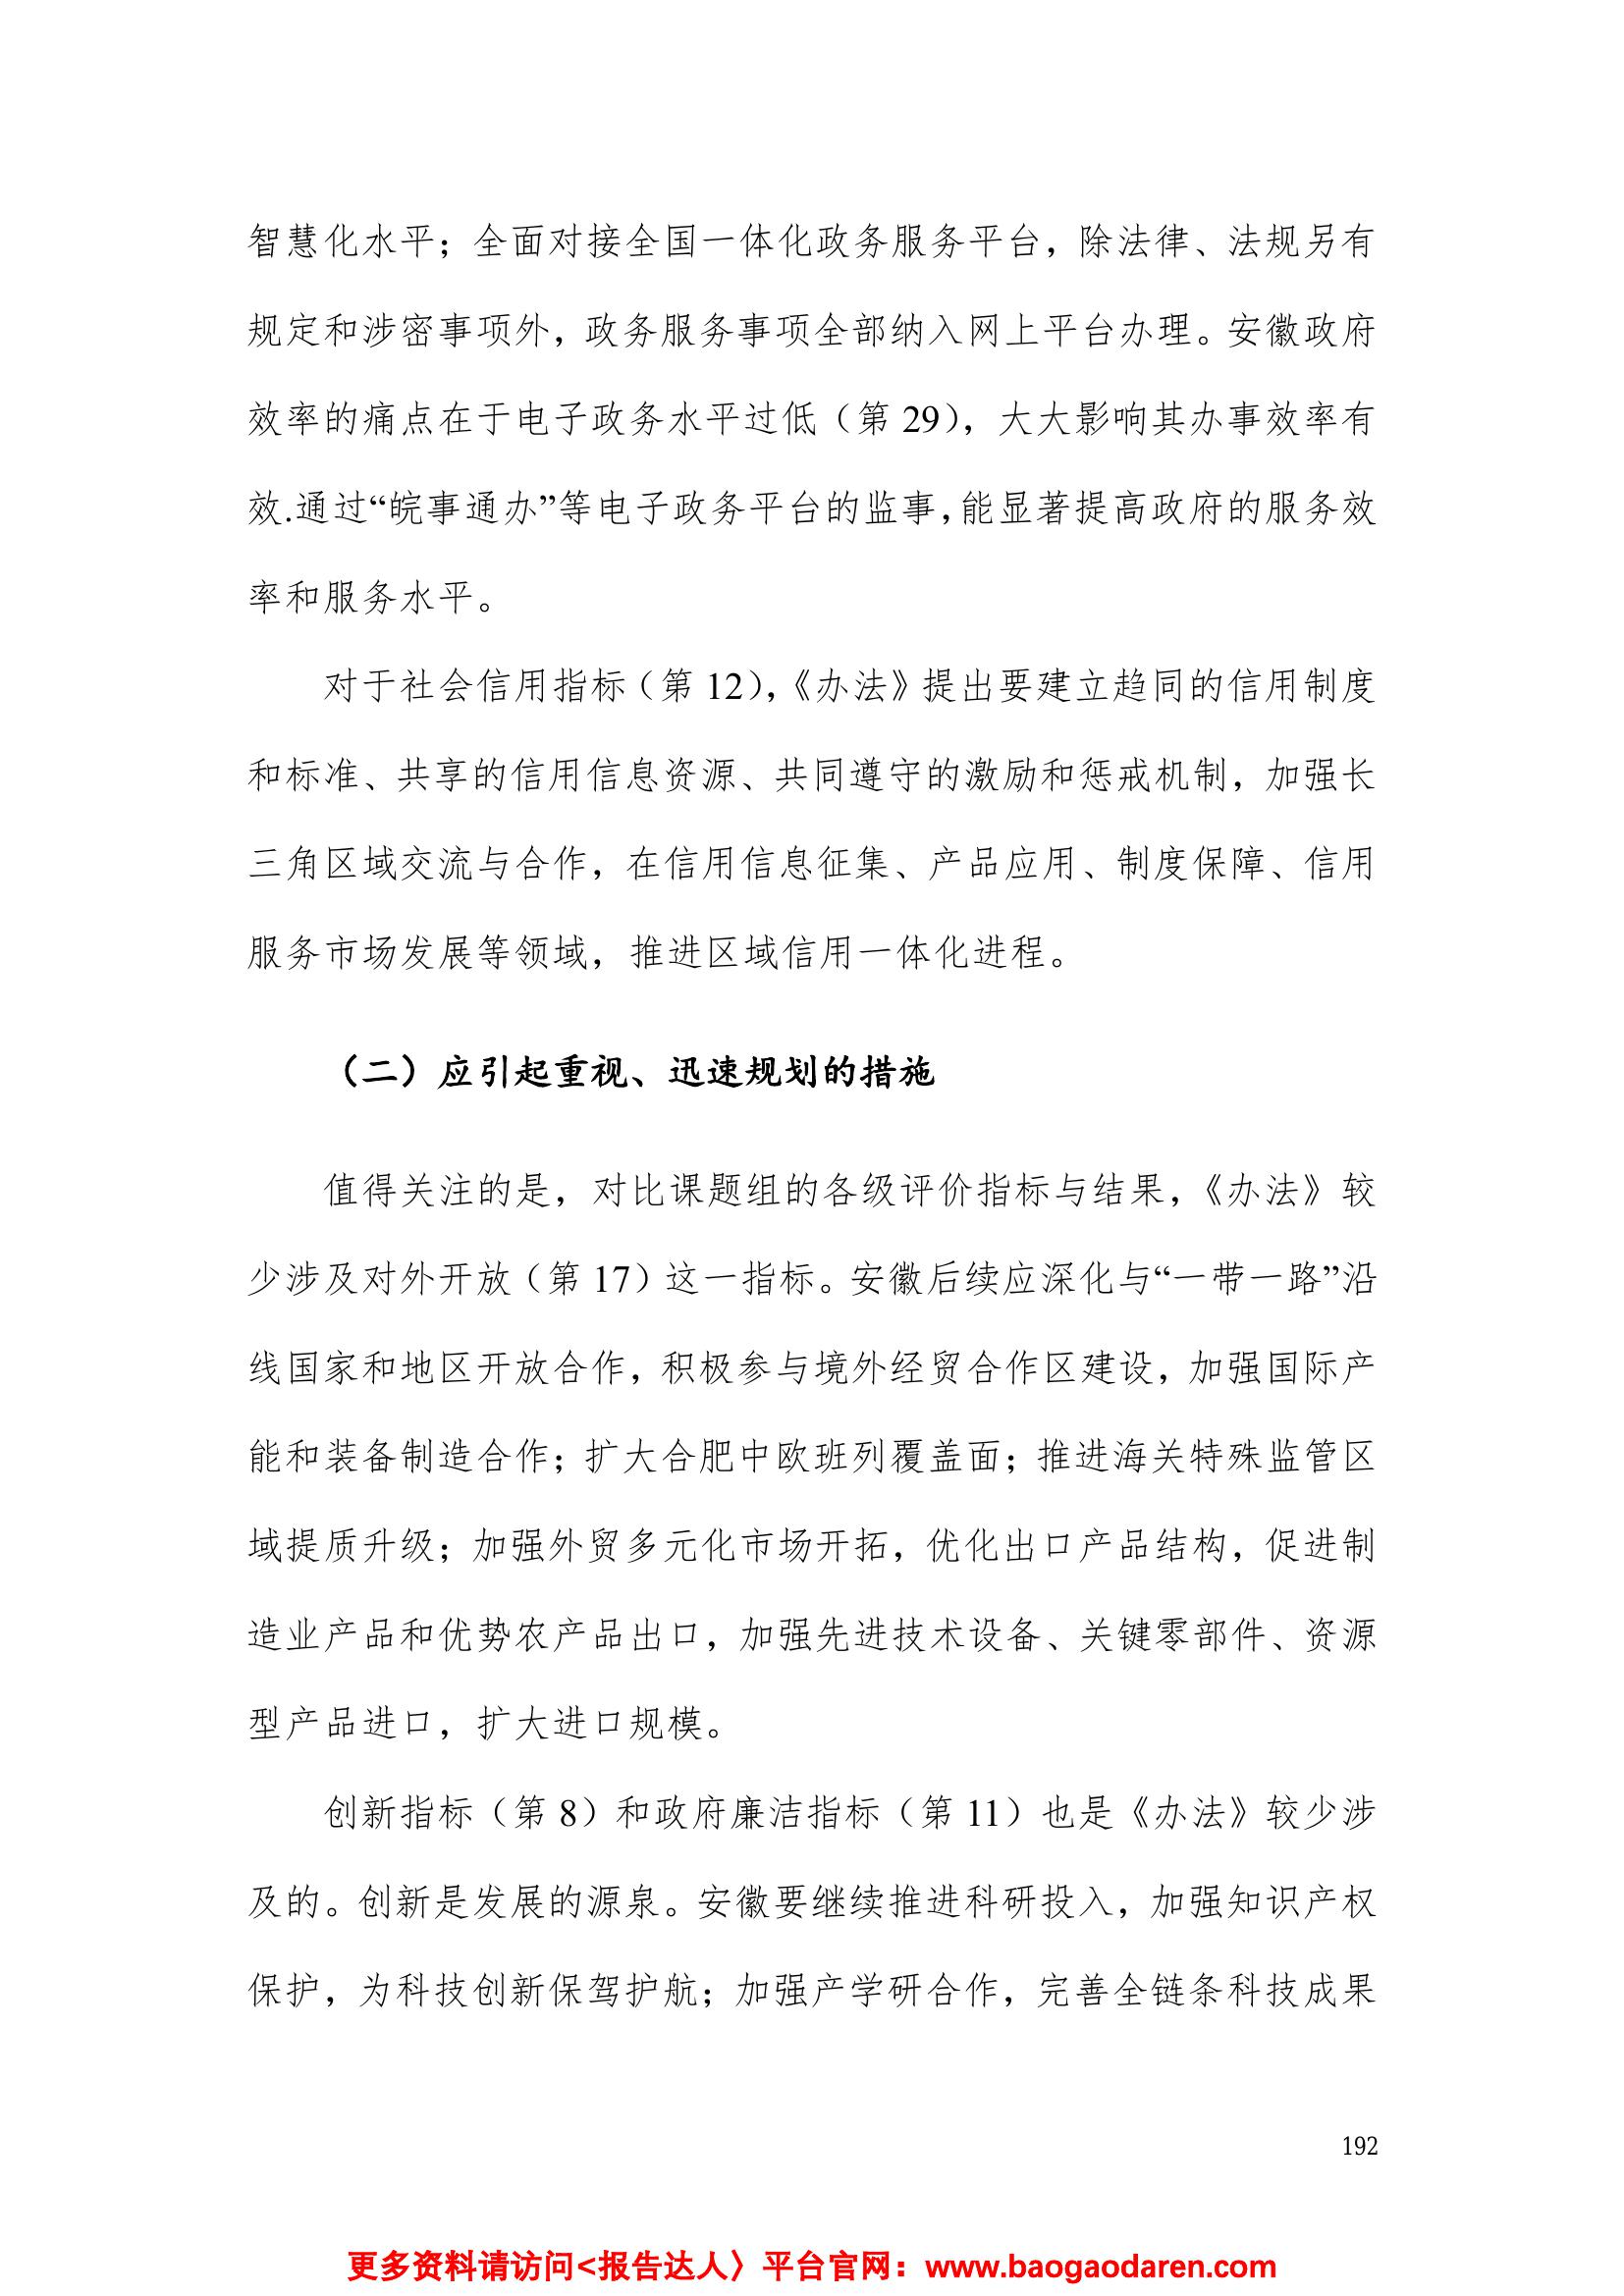 智慧化水平；全面对接全国一体化政务服务平台，除法律、法规另有
规定和涉密事项外，政务服务事项全部纳入网上平台办理。安徽政府
效率的痛点在于电子政务水平过低（第 29），大大影响其办事效率有
效.通过“皖事通办”等电子政务平台的监事，能显著提高政府的服务效
率和服务水平。
对于社会信用指标（第 12），《办法》提出要建立趋同的信用制度
和标准、共享的信用信息资源、共同遵守的激励和惩戒机制，加强长
三角区域交流与合作，在信用信息征集、产品应用、制度保障、信用
服务市场发展等领域，推进区域信用一体化进程。
（二）应引起重视、迅速规划的措施
值得关注的是，对比课题组的各级评价指标与结果，《办法》较
少涉及对外开放（第 17）这一指标。安徽后续应深化与“一带一路”沿
线国家和地区开放合作，积极参与境外经贸合作区建设，加强国际产
能和装备制造合作；扩大合肥中欧班列覆盖面；推进海关特殊监管区
域提质升级；加强外贸多元化市场开拓，优化出口产品结构，促进制
造业产品和优势农产品出口，加强先进技术设备、关键零部件、资源
型产品进口，扩大进口规模。
创新指标（第 8）和政府廉洁指标（第 11）也是《办法》较少涉
及的。创新是发展的源泉。安徽要继续推进科研投入，加强知识产权
保护，为科技创新保驾护航；加强产学研合作，完善全链条科技成果
192
更多资料请访问<报告达人〉平台官网：www.baogaodaren.com